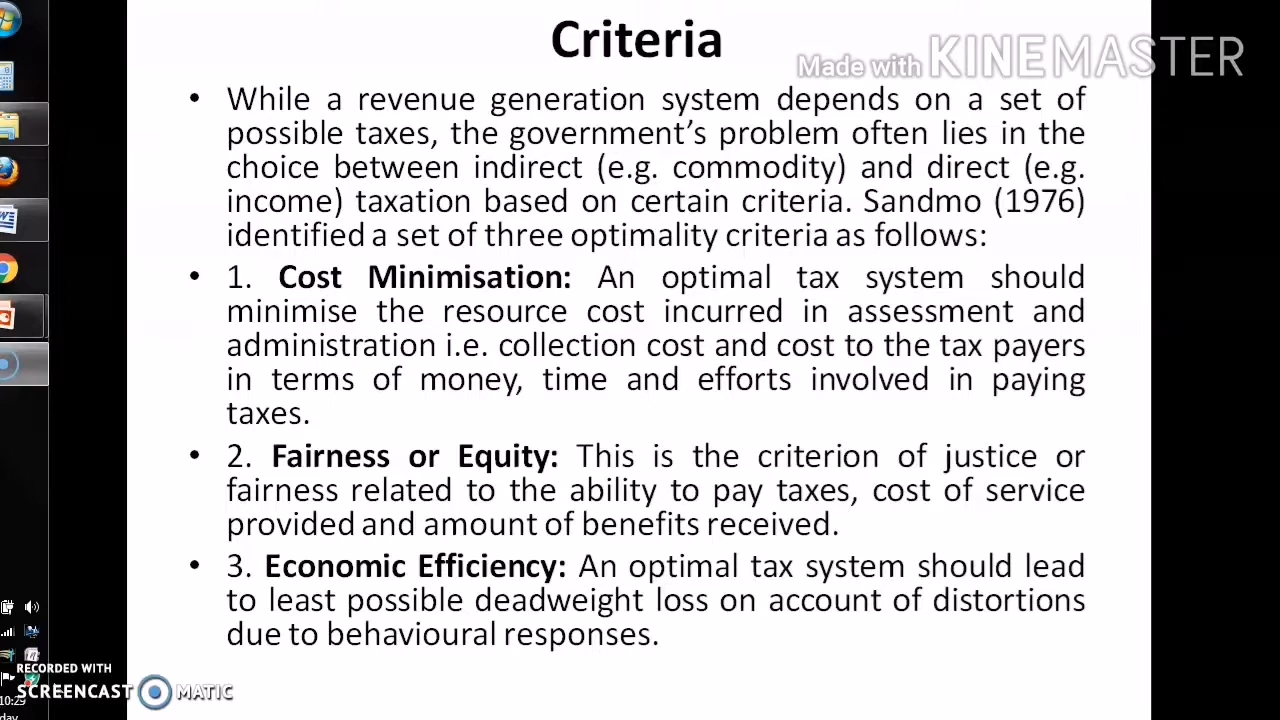 Criteria
Made with KINEMASTER
• While a revenue generation system depends on a set of
possible taxes, the government's problem often lies in the
choice between indirect (e.g. commodity) and direct (e.g.
income) taxation based on certain criteria. Sandmo (1976)
identified a set of three optimality criteria as follows:
• 1. Cost Minimisation: An optimal tax system should
minimise the resource cost incurred in assessment and
administration i.e. collection cost and cost to the tax payers
in terms of money, time and efforts involved in paying
taxes.
• 2. Fairness or Equity: This is the criterion of justice or
fairness related to the ability to pay taxes, cost of service
provided and amount of benefits received.
• 3. Economic Efficiency: An optimal tax system should lead
to least possible deadweight loss on account of distortions
due to behavioural responses.
RECORDED WITH
SCREENCAST MATIC
10:29
day